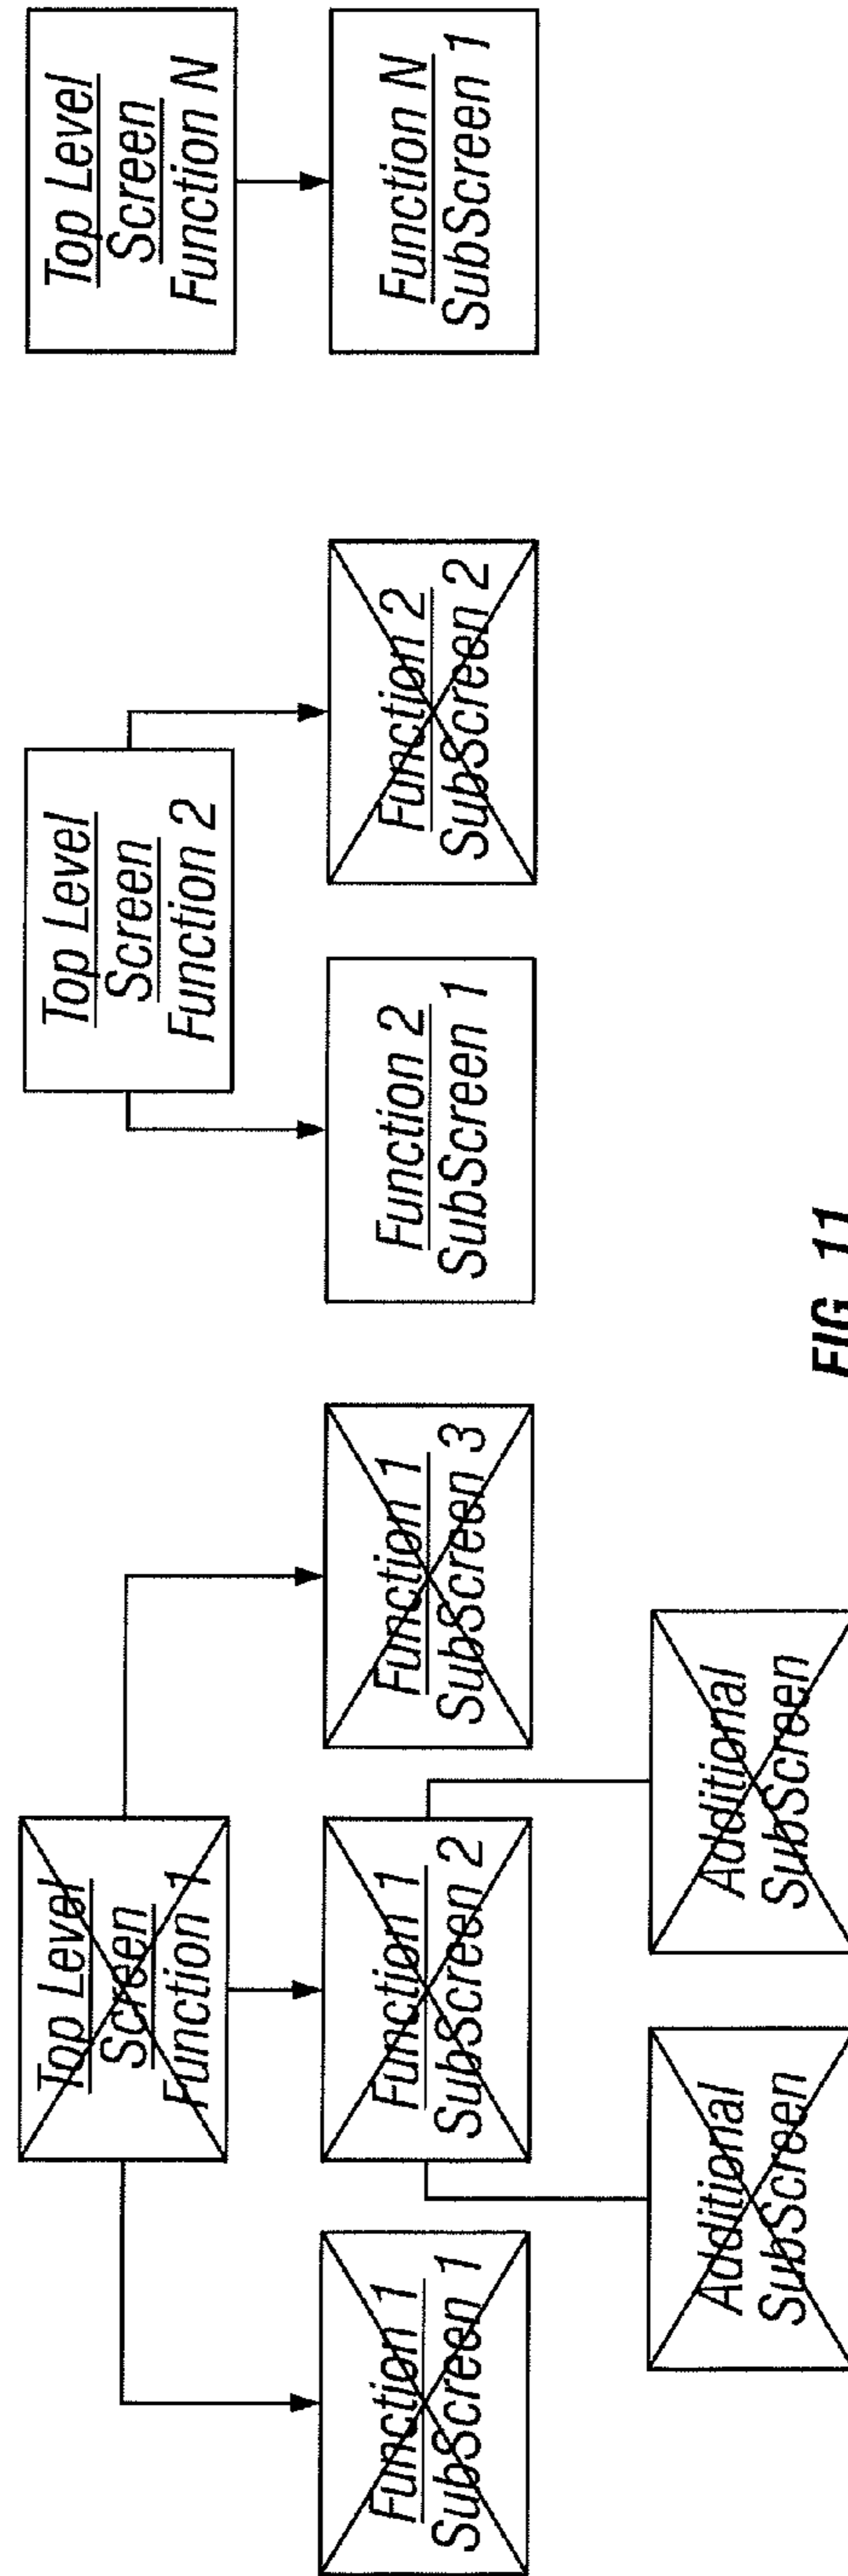 Top Level
Screen
Function 1
Function 1
SubScreen 1
Function 1
SubScreen 2
Function 1
SubScreen 3
Additional
SubScreen
Additional
SubScreen
Top Level
Screen
Function 2
Function 2
SubScreen 1
Function 2
SubScreen 2
Top Level
Screen
Function N
Function N
SubScreen 1
FIG. 11